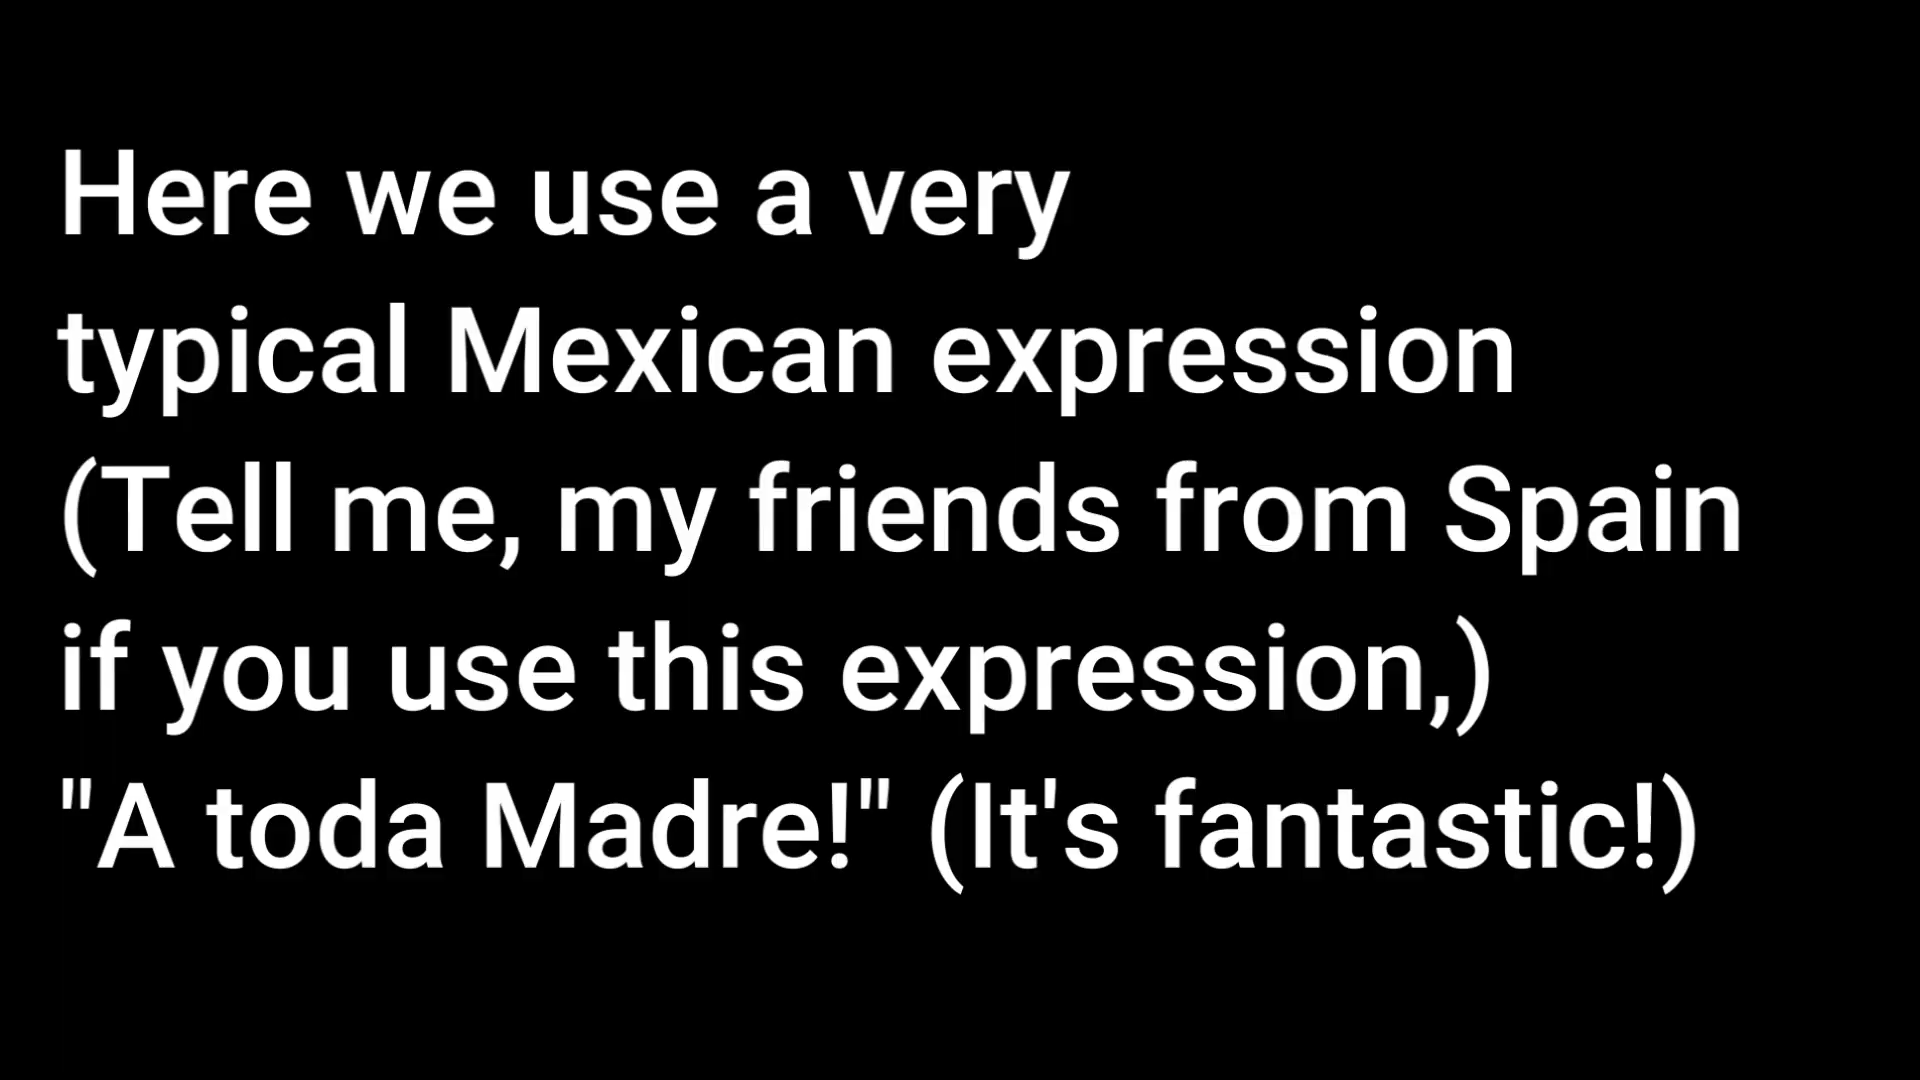 Here we use a very
typical Mexican expression
(Tell me, my friends from Spain
if you use this expression,)
"A toda Madre!" (It's fantastic!)